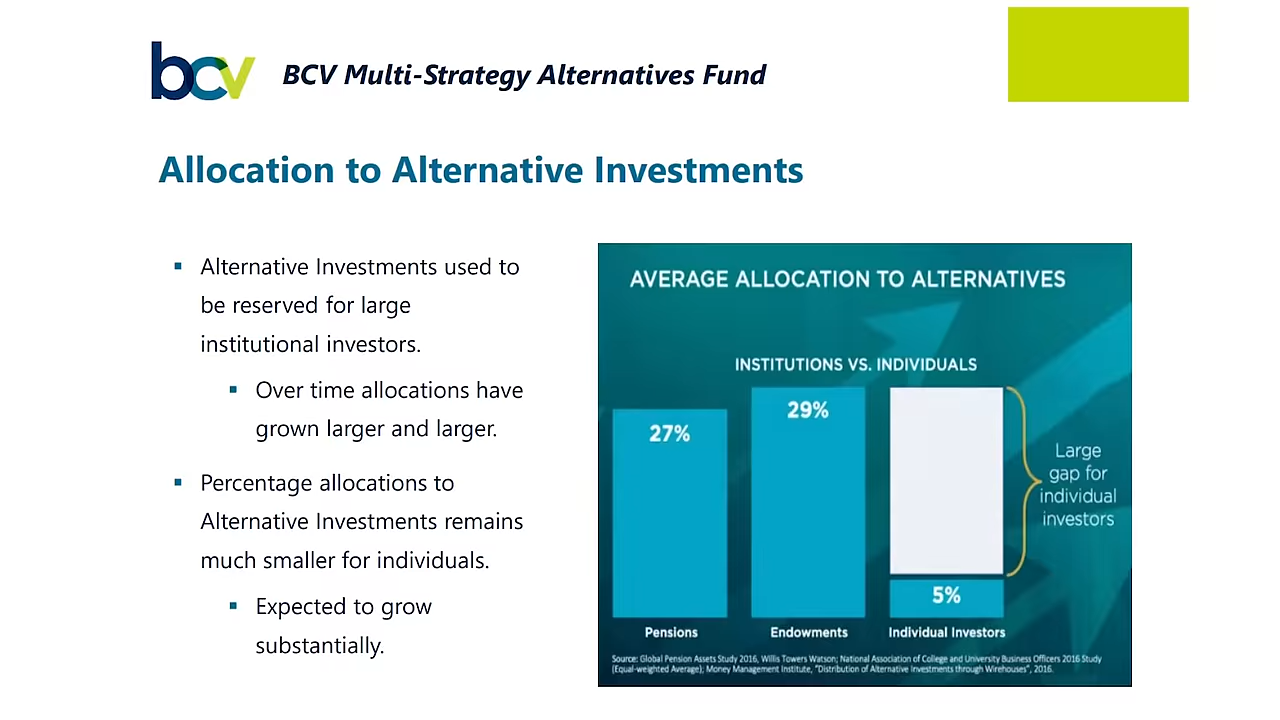 bcv
BCV Multi-Strategy Alternatives Fund
Allocation to Alternative Investments
▪ Alternative Investments used to
be reserved for large
institutional investors.
▪ Over time allocations have
grown larger and larger.
▪ Percentage allocations to
Alternative Investments remains
much smaller for individuals.
▪ Expected to grow
substantially.
AVERAGE ALLOCATION TO ALTERNATIVES
INSTITUTIONS VS. INDIVIDUALS
27%
29%
5%
Large
gap for
individual
investors
Pensions
Endowments
Individual Investors
Source: Global Pension Assets Study 2016, Willis Towers Watson; National Association of College and University Business Officers 2016 Study
(Equal-weighted Average); Money Management Institute, "Distribution of Alternative Investments through Wirehouses", 2016.